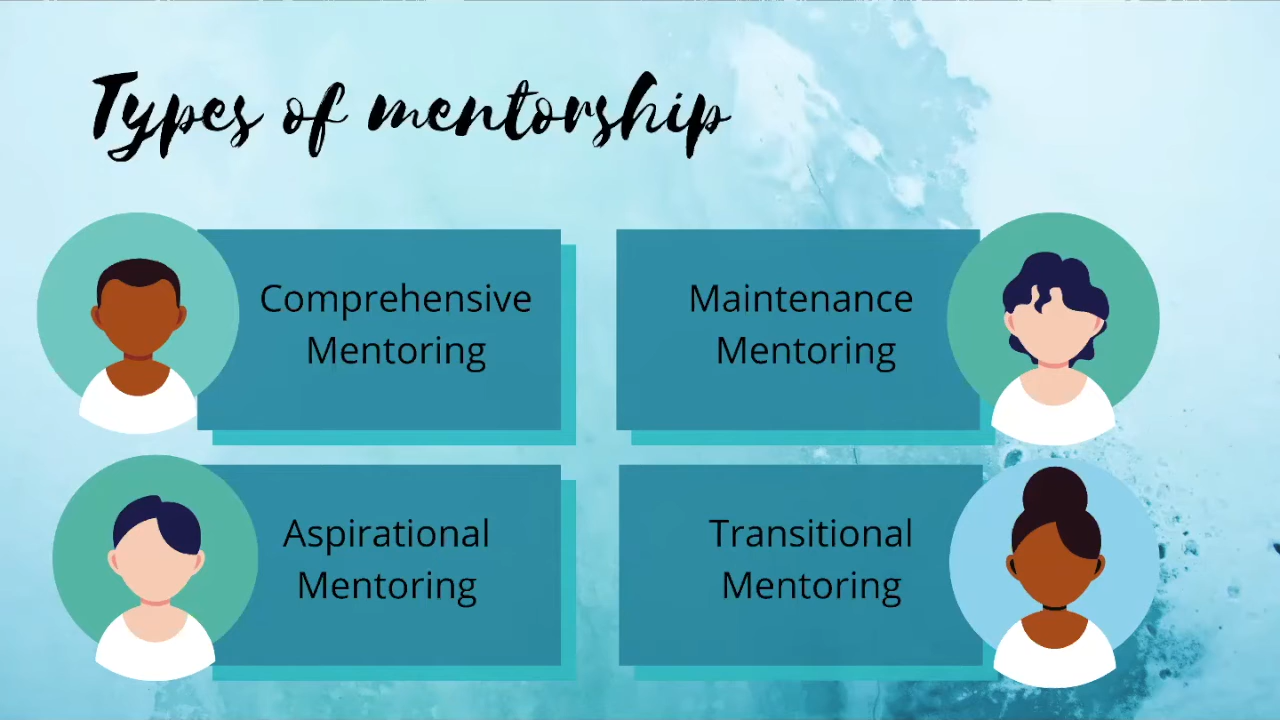 Types of mentorship
Comprehensive
Mentoring
Maintenance
Mentoring
Aspirational
Mentoring
Transitional
Mentoring